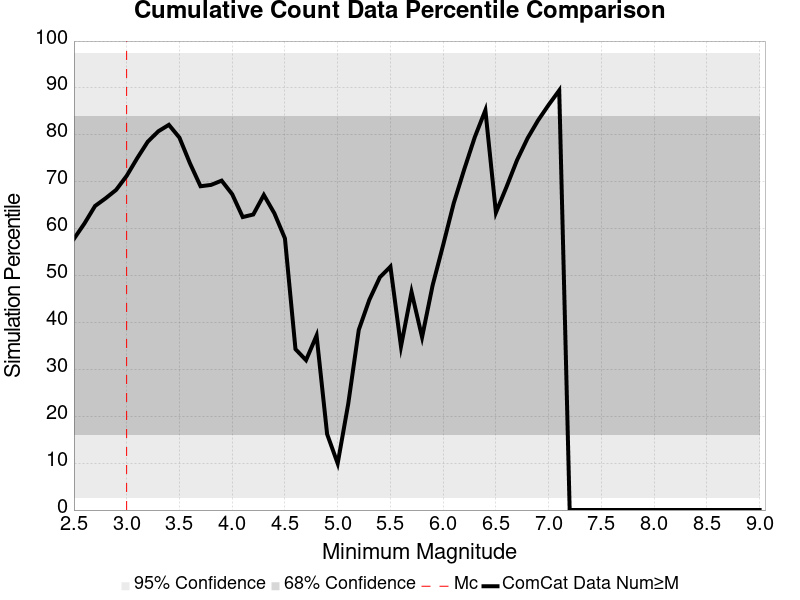 Cumulative Count Data Percentile Comparison
Simulation Percentile
100
90
80
70
60
50
40
30
20
10
0
2.5 3.0 3.5 4.0 4.5 5.0 5.5 6.0 6.5 7.0 7.5 8.0 8.5 9.0
Minimum Magnitude
95% Confidence 68% Confidence Mc ComCat Data Num≥M